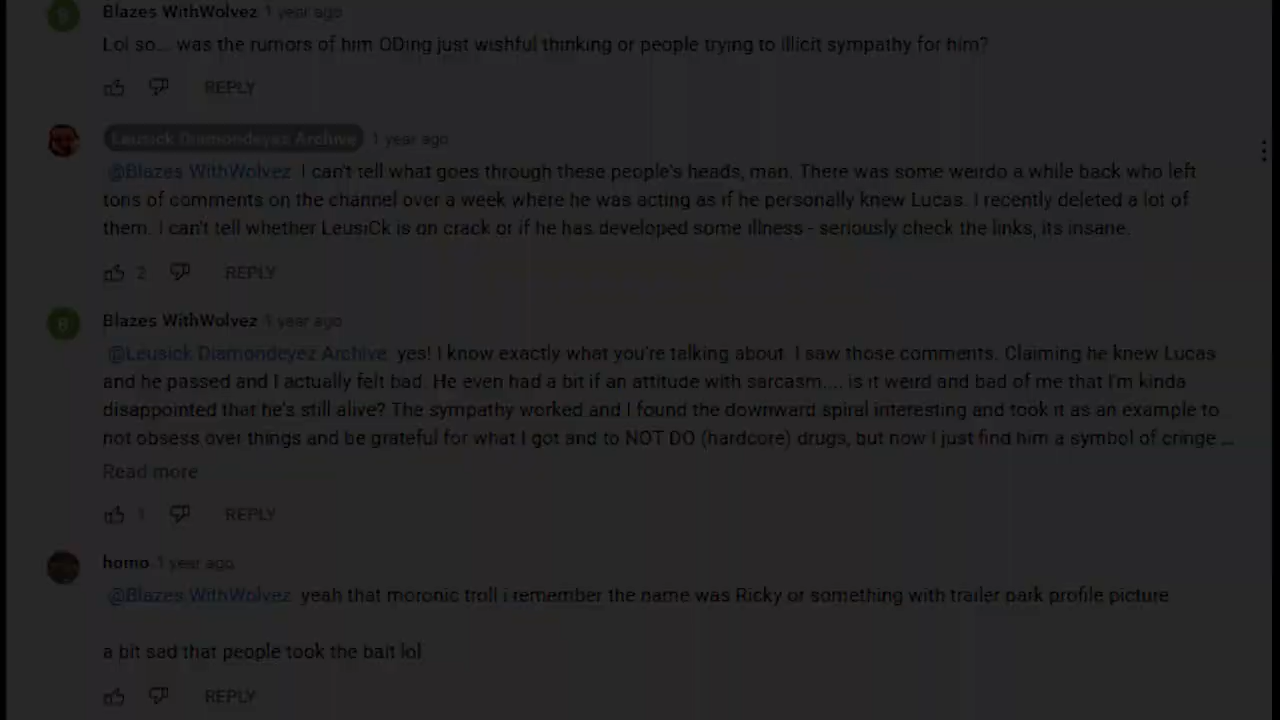 Blazes WithWolvez 1 year ago
Lol so... was the rumors of him ODing just wishful thinking or people trying to illicit sympathy for him?
REPLY
Leusick Diamondeyez Archive 1 year ago
@Blazes WithWolvez I can't tell what goes through these people's heads, man. There was some weirdo a while back who left
tons of comments on the channel over a week where he was acting as if he personally knew Lucas. I recently deleted a lot of
them. I can't tell whether LeusiCk is on crack or if he has developed some illness - seriously check the links, its insane.
2 REPLY
B
Blazes WithWolvez 1 year ago
@Leusick Diamondeyez Archive yes! I know exactly what you're talking about. I saw those comments. Claiming he knew Lucas
and he passed and I actually felt bad. He even had a bit if an attitude with sarcasm.... is it weird and bad of me that I'm kinda
disappointed that he's still alive? The sympathy worked and I found the downward spiral interesting and took it as an example to
not obsess over things and be grateful for what I got and to NOT DO (hardcore) drugs, but now I just find him a symbol of cringe ...
Read more
1 REPLY
homo 1 year ago
@Blazes WithWolvez yeah that moronic troll i remember the name was Ricky or something with trailer park profile picture
a bit sad that people took the bait lol
REPLY